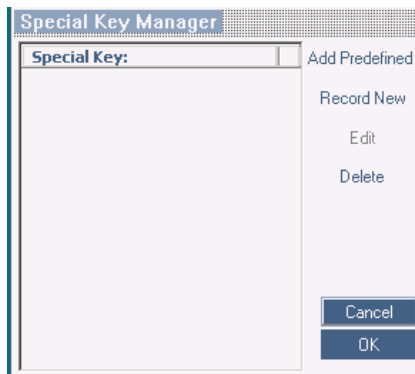 Special Key Manager
Special Key:
Add Predefined
Record New
Edit
Delete
Cancel
OK